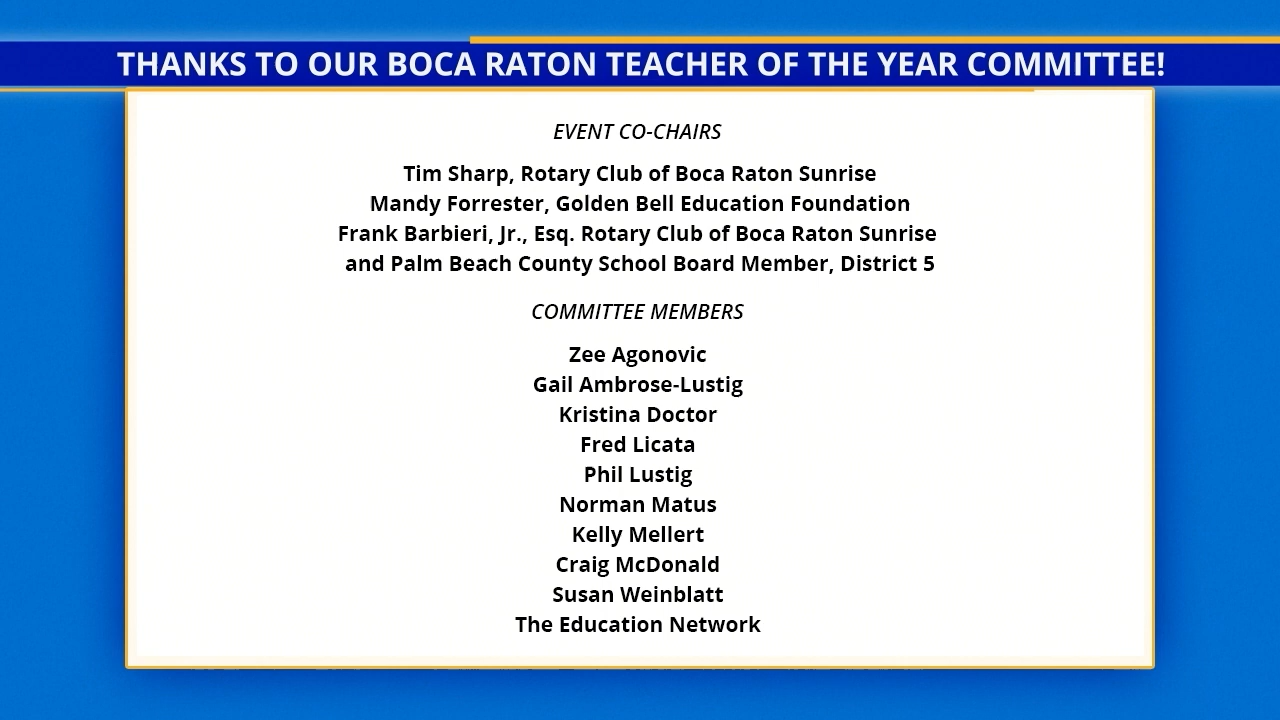 THANKS TO OUR BOCA RATON TEACHER OF THE YEAR COMMITTEE!
EVENT CO-CHAIRS
Tim Sharp, Rotary Club of Boca Raton Sunrise
Mandy Forrester, Golden Bell Education Foundation
Frank Barbieri, Jr., Esq. Rotary Club of Boca Raton Sunrise
and Palm Beach County School Board Member, District 5
COMMITTEE MEMBERS
Zee Agonovic
Gail Ambrose-Lustig
Kristina Doctor
Fred Licata
Phil Lustig
Norman Matus
Kelly Mellert
Craig McDonald
Susan Weinblatt
The Education Network